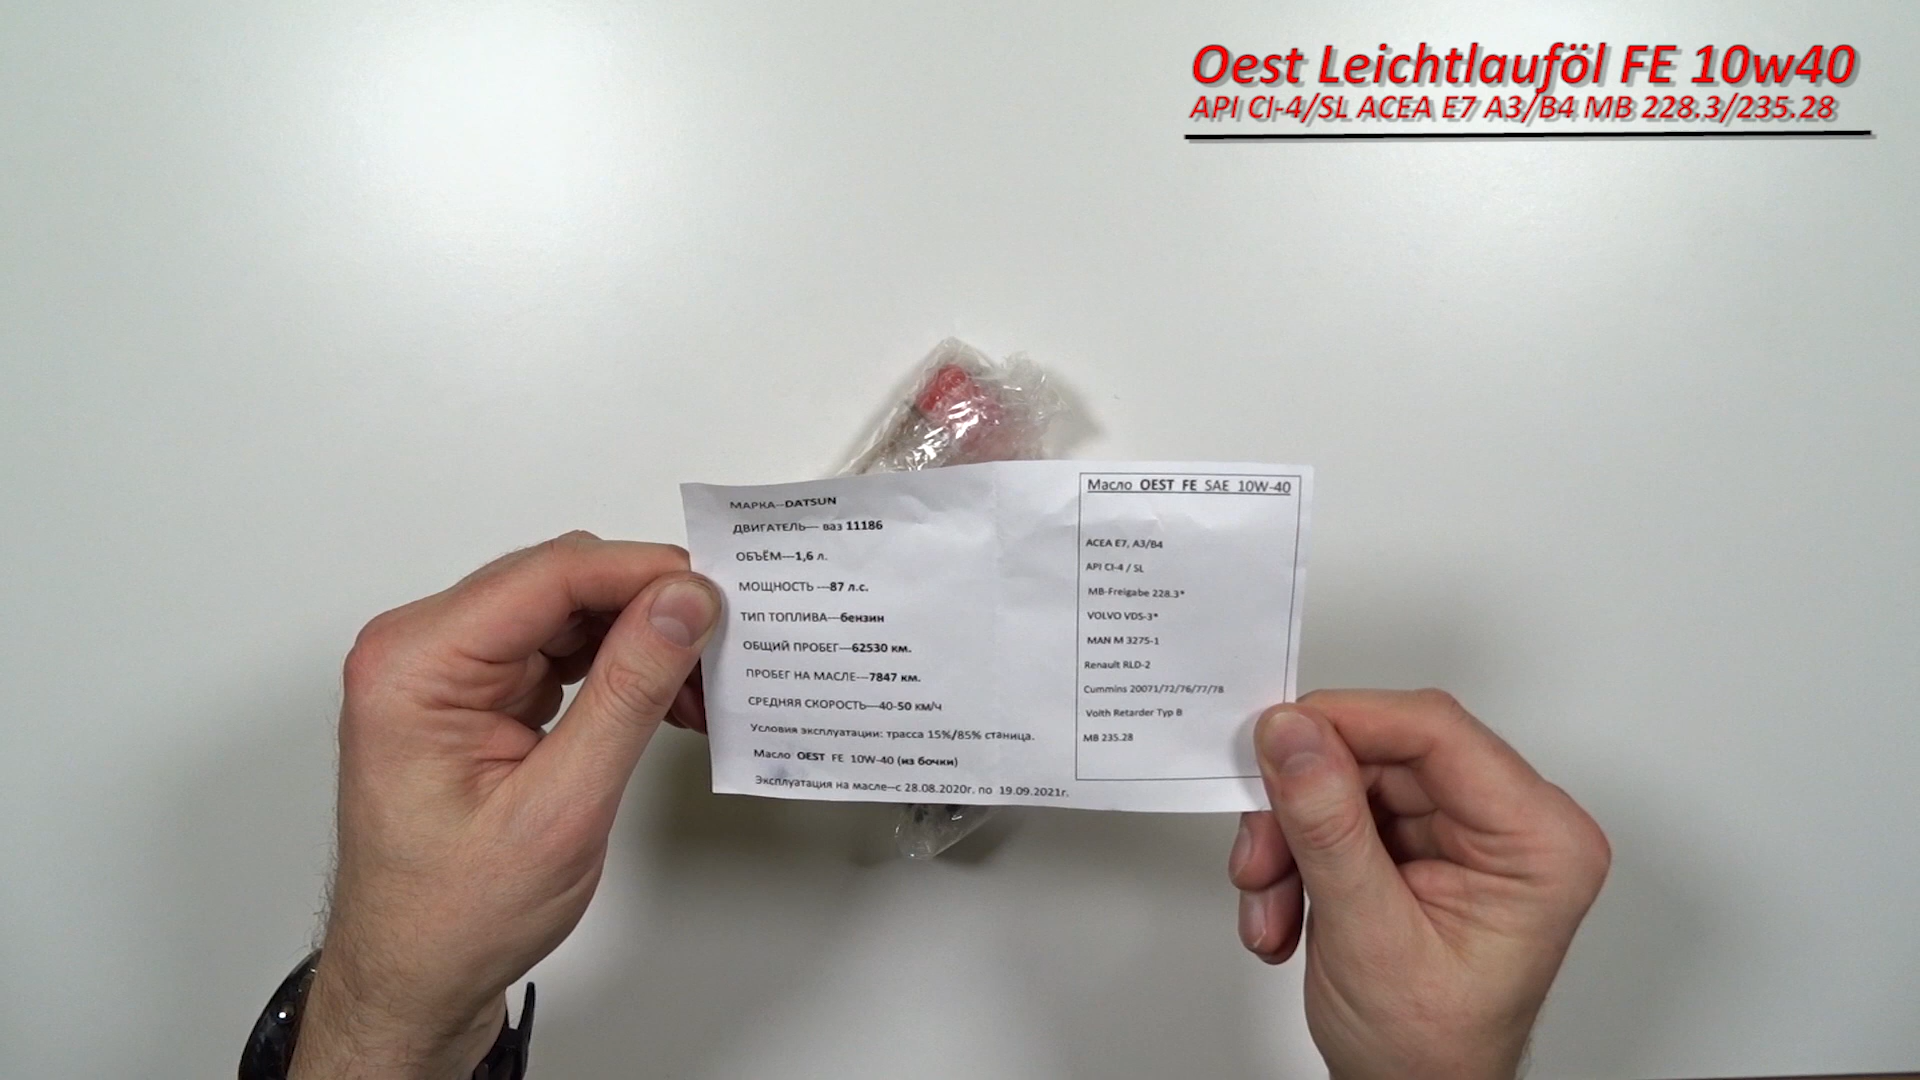 Oest Leichtlauföl FE 10w40
API CI-4/SL ACEA E7 A3/B4 MB 228.3/235.28
МАРКА--DATSUN
ДВИГАТЕЛЬ— ваз 11186
ОБЪЁМ—1,6 л.
МОЩНОСТЬ ---87 л.с.
ТИП ТОПЛИВА—бензин
ОБЩИЙ ПРОБЕГ—62530 км.
ПРОБЕГ НА МАСЛЕ---7847 км.
СРЕДНЯЯ СКОРОСТЬ—40-50 КМ/Ч
Условия эксплуатации: трасса 15%/85% станица.
Масло OEST FE 10W-40 (из бочки)
Эксплуатация на масле--с 28.08.2020г. по 19.09.2021г.
Масло OEST FE SAE 10W-40
ACEA E7, A3/B4
API CI-4 / SL
MB-Freigabe 228.3*
VOLVO VDS-3*
MAN M 3275-1
Renault RLD-2
Cummins 20071/72/76/77/78
Voith Retarder Typ B
MB 235.28